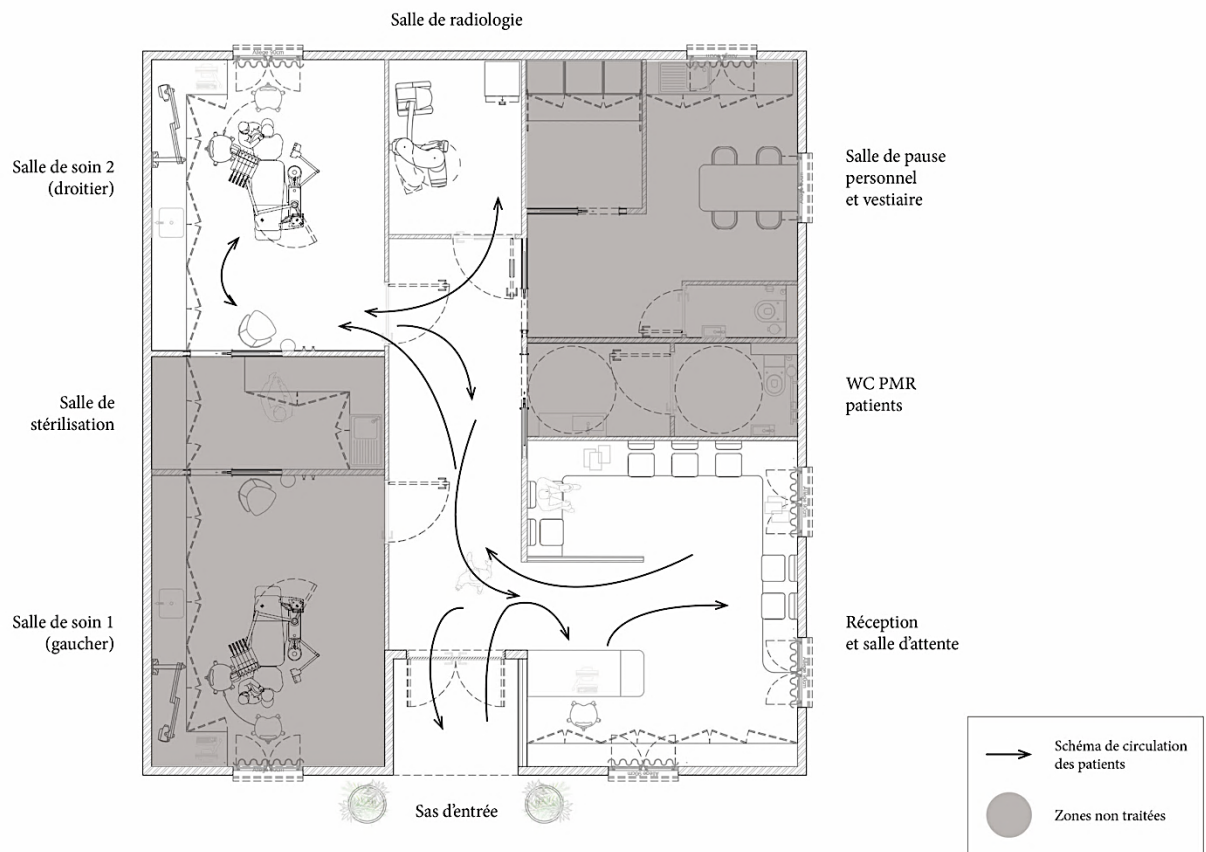 Salle de radiologie
Salle de soin 2
(droitier)
Salle de pause
personnel
et vestiaire
Salle de
stérilisation
WC PMR
patients
Salle de soin 1
(gaucher)
Réception
et salle d'attente
Sas d'entrée
Schéma de circulation
des patients
Zones non traitées